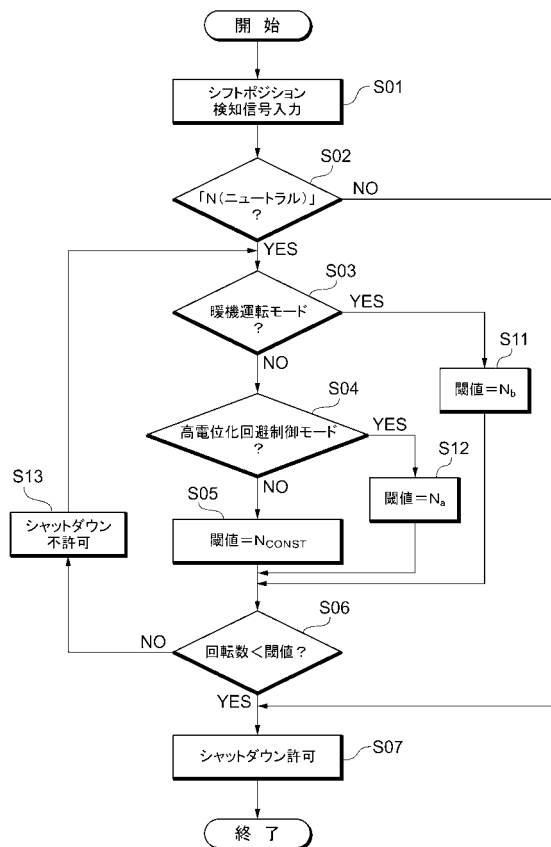 開 始
シフトポジション
検知信号入力
S01
S02
「N(ニュートラル)」
?
NO
YES
S03
暖機運転モード
?
YES
NO
S11
閾値=Nb
S04
高電位化回避制御モード
?
YES
NO
S12
閾値=Na
S13
シャットダウン
不許可
S05
閾値=NCONST
S06
回転数<閾値?
NO
YES
シャットダウン許可
S07
終 了